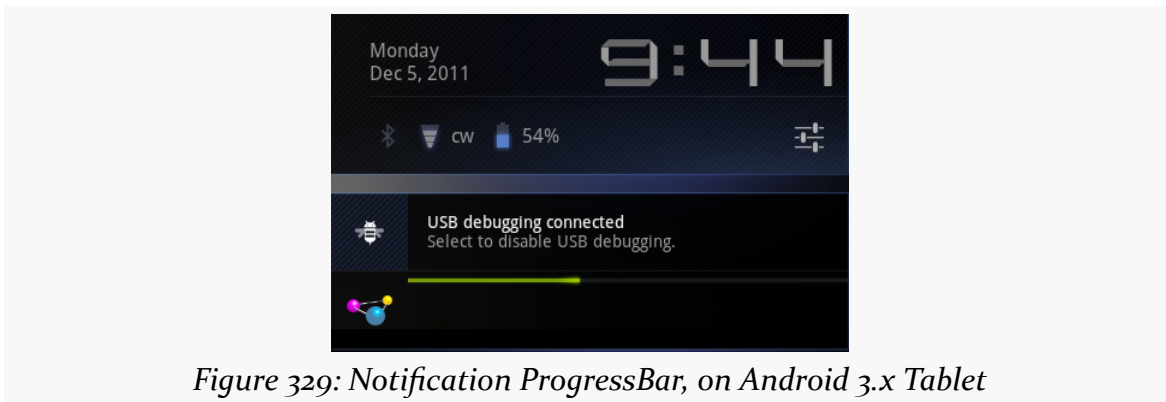 Monday
9:44
Dec 5, 2011
cw 54%
USB debugging connected
Select to disable USB debugging.
Figure 329: Notification ProgressBar, on Android 3.x Tablet